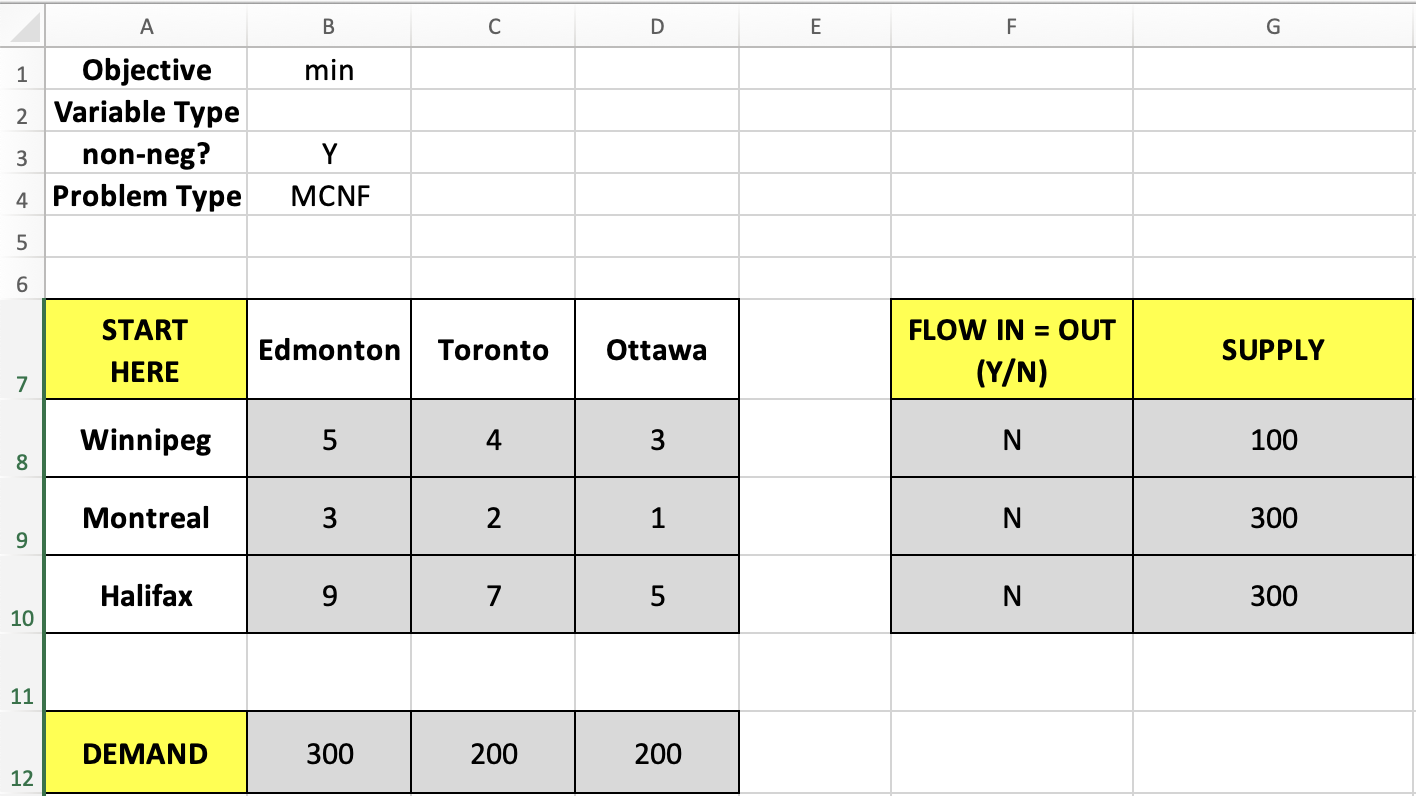 A B C D E F G
1 Objective min
2 Variable Type
3 non-neg? Y
4 Problem Type MCNF
5
6
START FLOW IN = OUT
Edmonton Toronto Ottawa SUPPLY
7 HERE (Y/N)
8 Winnipeg 5 4 3 N 100
9 Montreal 3 2 1 N 300
10 Halifax 9 7 5 N 300
11
12 DEMAND 300 200 200